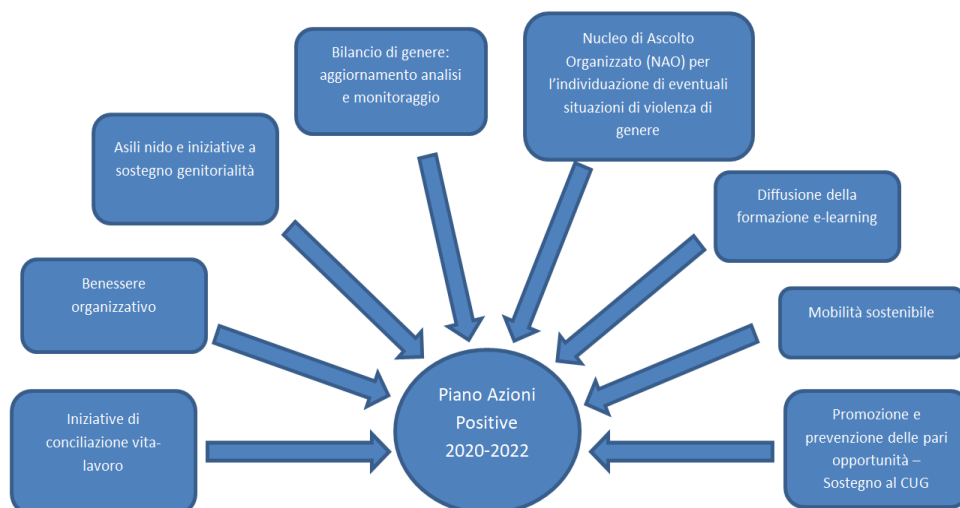 Bilancio di genere:
aggiornamento analisi
e monitoraggio
Nucleo di Ascolto
Organizzato (NAO) per
l'individuazione di eventuali
situazioni di violenza di
genere
Asili nido e iniziative a
sostegno genitorialità
Diffusione della
formazione e-learning
Benessere
organizzativo
Mobilità sostenibile
Iniziative di
conciliazione vita-
lavoro
Piano Azioni
Positive
2020-2022
Promozione e
prevenzione delle pari
opportunità –
Sostegno al CUG